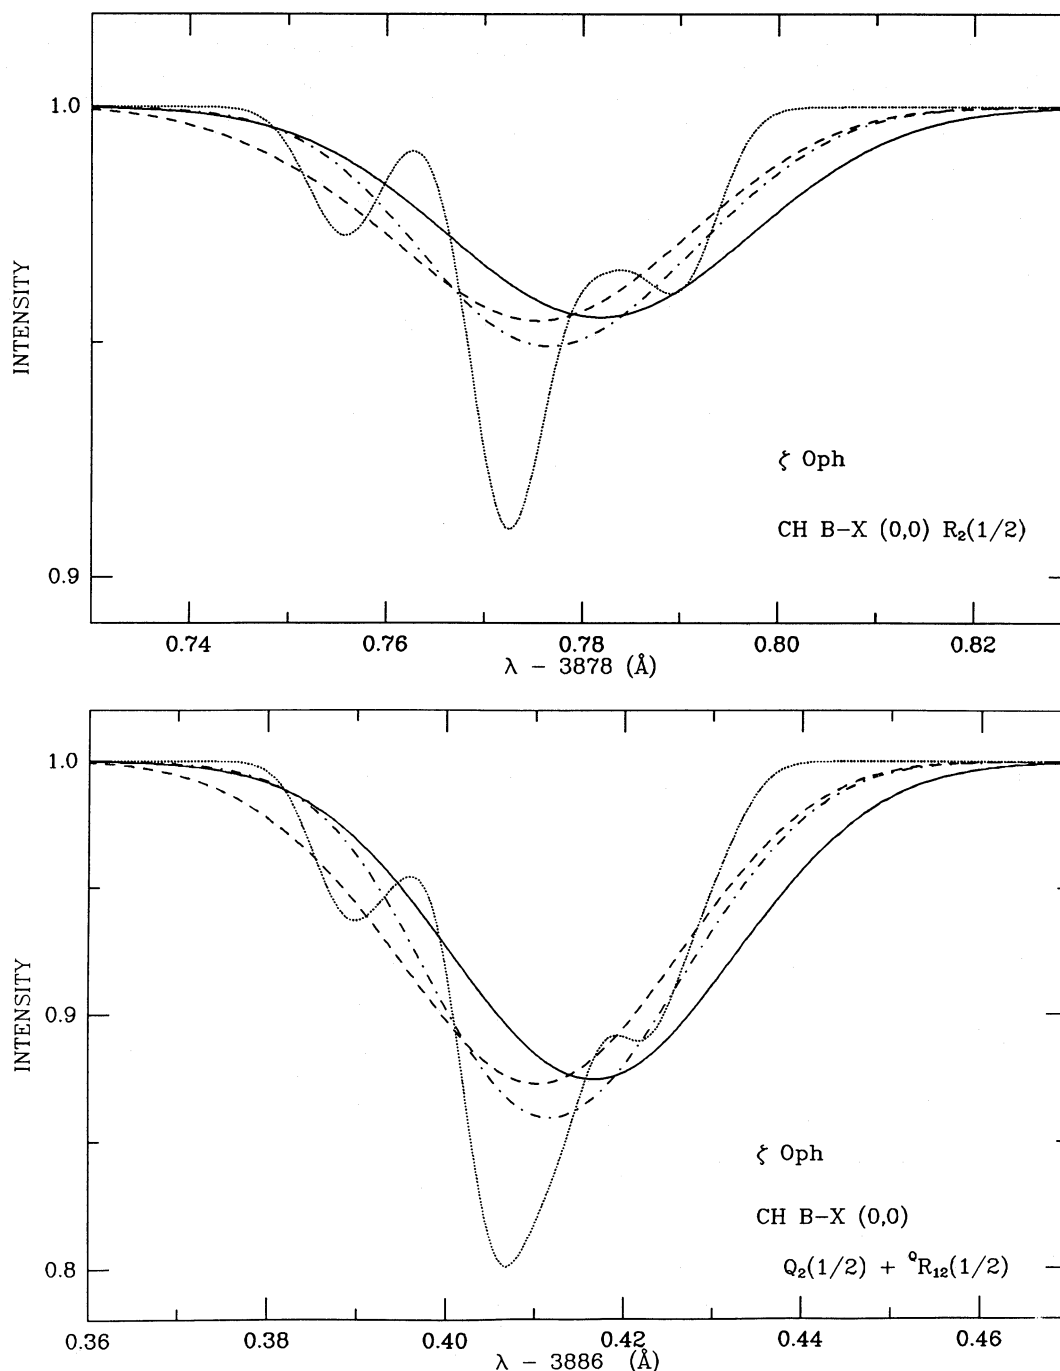 1.0
0.9
INTENSITY
ζ Oph
CH B−X (0,0) R₂(1/2)
0.74 0.76 0.78 0.80 0.82
λ − 3878 (Å)
1.0
0.9
0.8
INTENSITY
ζ Oph
CH B−X (0,0)
Q₂(1/2) + ᵠR₁₂(1/2)
0.36 0.38 0.40 0.42 0.44 0.46
λ − 3886 (Å)